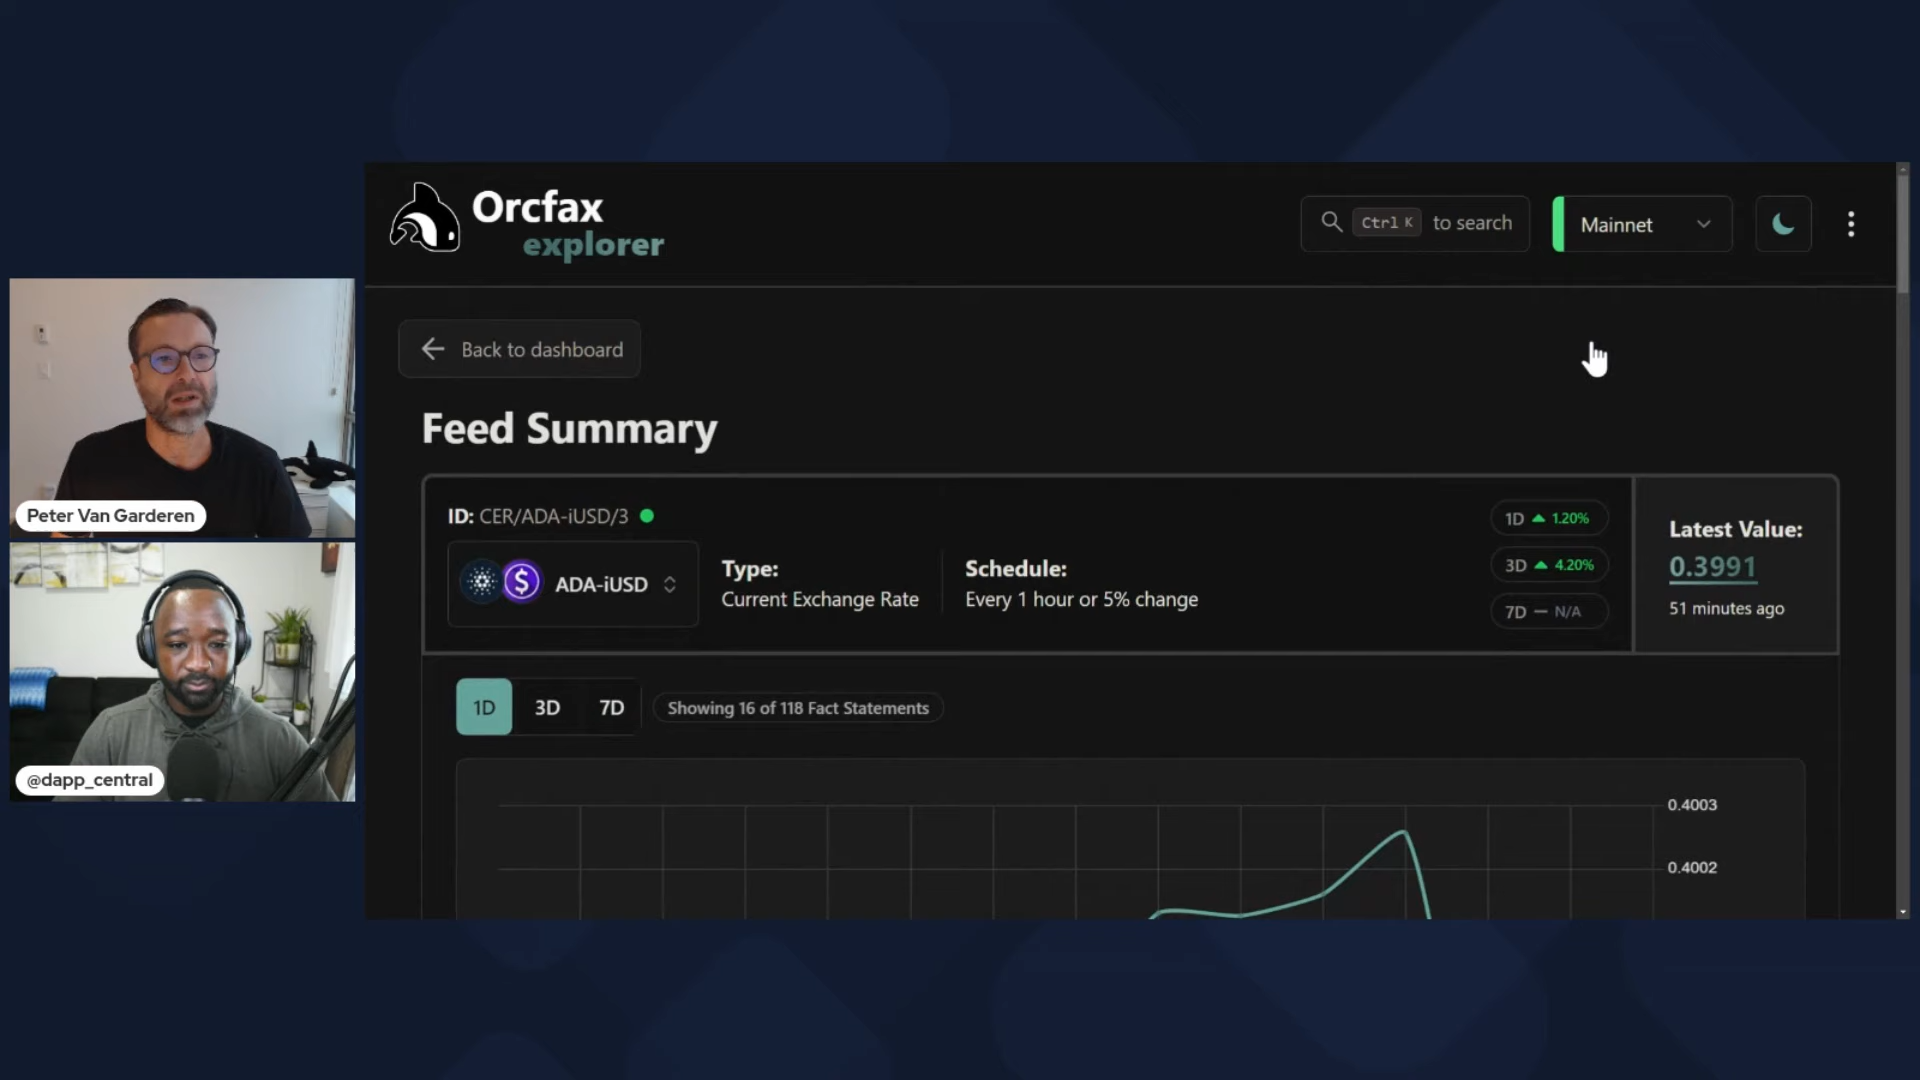 Orcfax
explorer
Ctrl K to search
Mainnet
Back to dashboard
Feed Summary
ID: CER/ADA-iUSD/3
ADA-iUSD
Type:
Current Exchange Rate
Schedule:
Every 1 hour or 5% change
1D ▲ 1.20%
3D ▲ 4.20%
7D — N/A
Latest Value:
0.3991
51 minutes ago
1D 3D 7D Showing 16 of 118 Fact Statements
0.4003
0.4002
Peter Van Garderen
@dapp_central